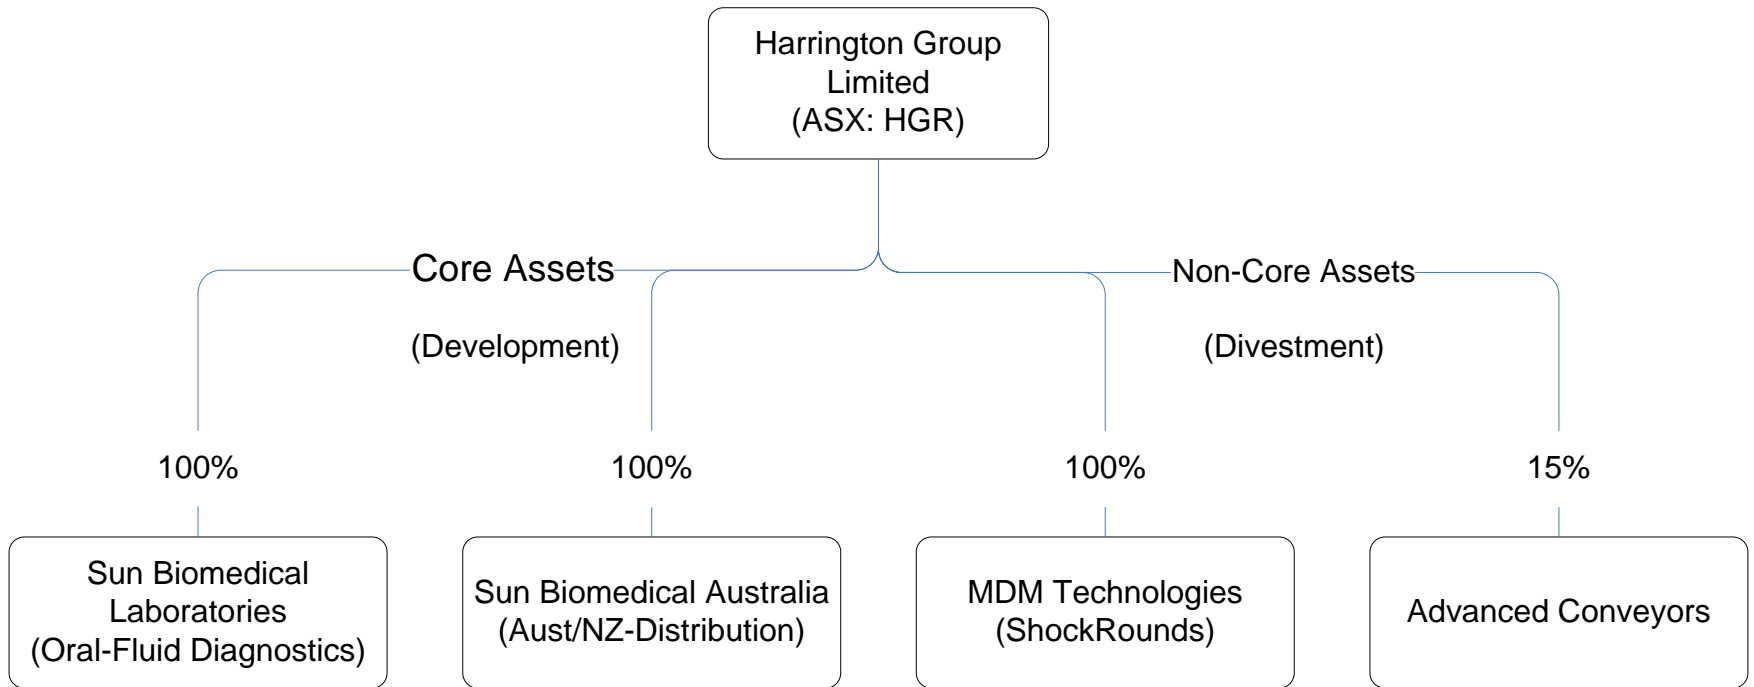 Harrington Group
Limited
(ASX: HGR)
Core Assets
Non-Core Assets
(Development)
(Divestment)
100%
100%
100%
15%
Sun Biomedical
Laboratories
(Oral-Fluid Diagnostics)
Sun Biomedical Australia
(Aust/NZ-Distribution)
MDM Technologies
(ShockRounds)
Advanced Conveyors